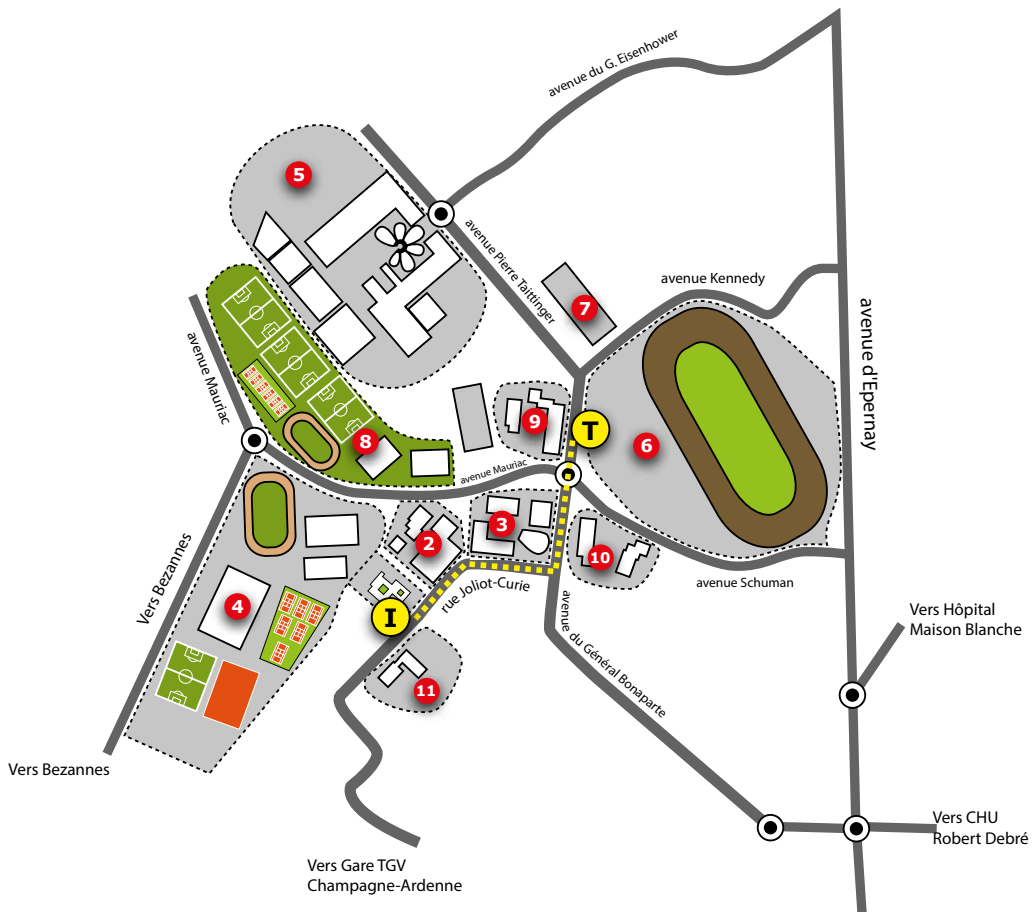 avenue du G. Eisenhower
5
avenue Pierre Taittinger
avenue Kennedy
7
avenue d'Epernay
avenue Mauriac
9
T
6
8
avenue Mauriac
3
2
10
avenue Schuman
rue Joliot-Curie
Vers Bezannes
4
I
avenue du Général Bonaparte
Vers Hôpital
Maison Blanche
11
Vers Bezannes
Vers CHU
Robert Debré
Vers Gare TGV
Champagne-Ardenne